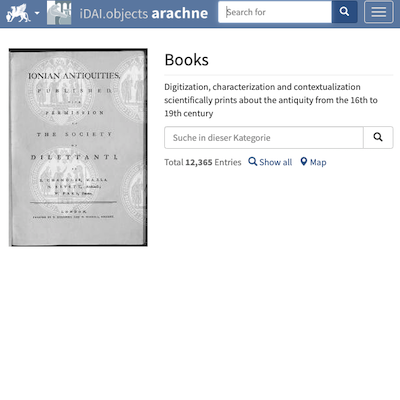 iDAI.objects arachne
Search for
IONIAN ANTIQUITIES,
PUBLISHED,
WITH
PERMISSION
OF
THE SOCIETY
OF
DILETTANTI,
BY
R. CHANDLER, M.A. F.S.A.
N. REVETT, Architect,
W. PARS, Painter.
LONDON,
Books
Digitization, characterization and contextualization
scientifically prints about the antiquity from the 16th to
19th century
Suche in dieser Kategorie
Total 12,365 Entries Show all Map